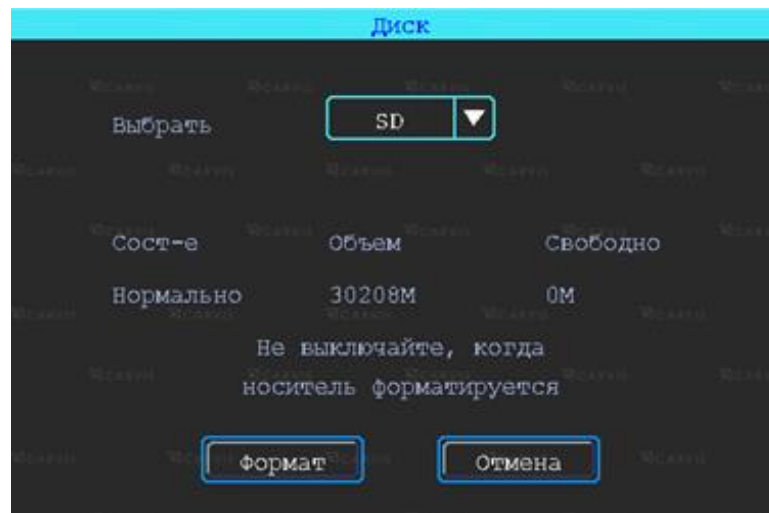 Диск
Выбрать SD
Сост-е Объем Свободно
Нормально 30208M 0M
Не выключайте, когда
носитель форматируется
Формат Отмена